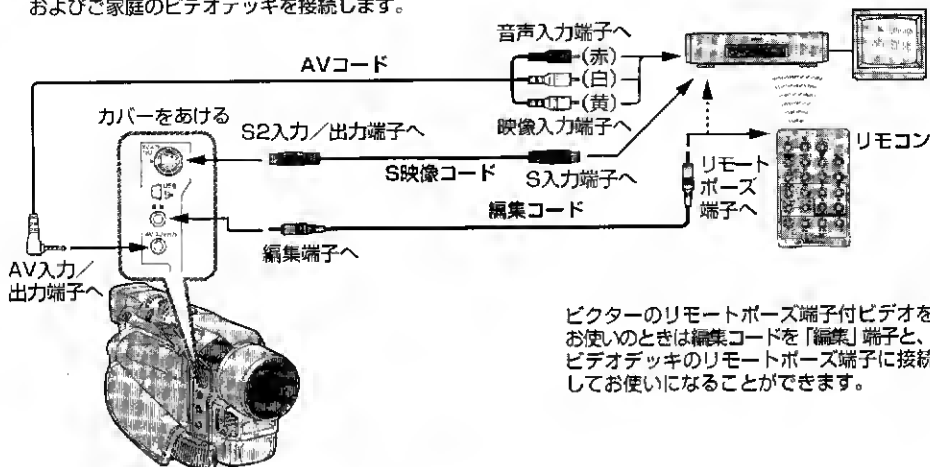 およびご家庭のビデオデッキを接続します。
音声入力端子へ
AVコード
(赤)
(白)
(黄)
映像入力端子へ
カバーをあける
S2入力/出力端子へ
S映像コード
S入力端子へ
リモコン
リモート
ポーズ
端子へ
編集コード
編集端子へ
AV入力/
出力端子へ
ビクターのリモートポーズ端子付ビデオを
お使いのときは編集コードを「編集」端子と、
ビデオデッキのリモートポーズ端子に接続
してお使いになることができます。